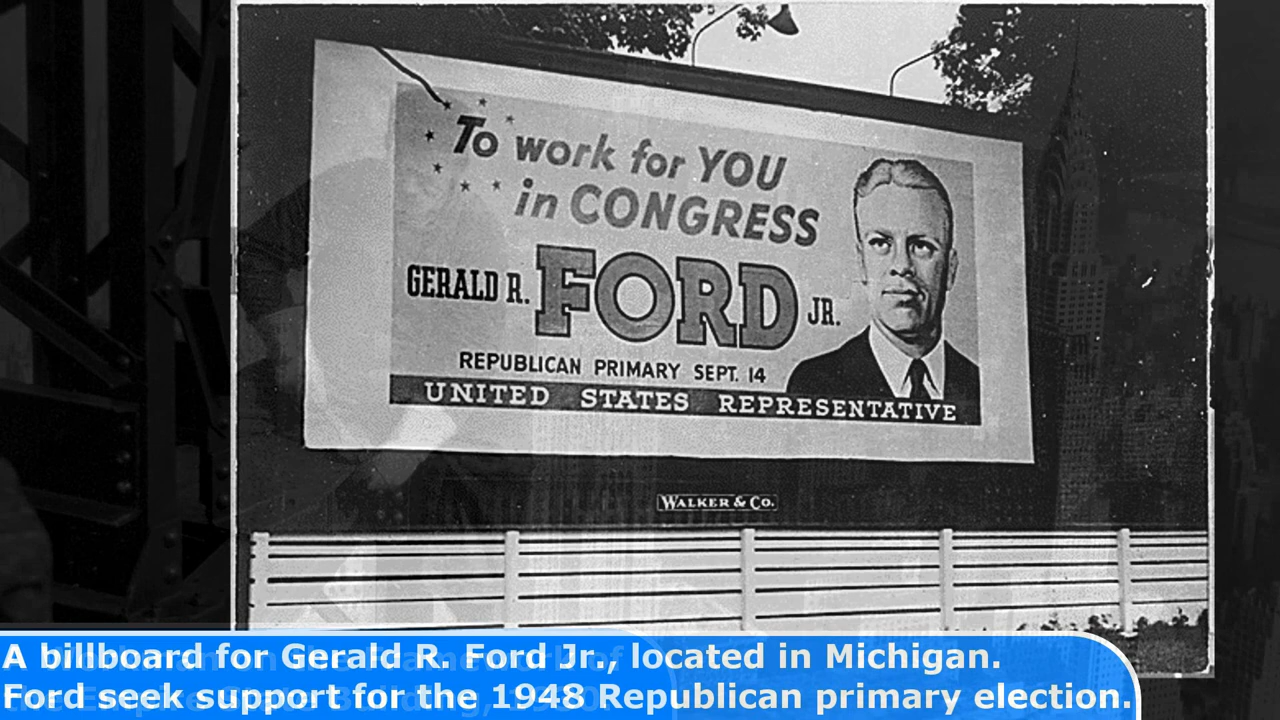 To work for YOU
in CONGRESS
GERALD R. FORD JR.
REPUBLICAN PRIMARY SEPT. 14
UNITED STATES REPRESENTATIVE
WALKER & CO.
A billboard for Gerald R. Ford Jr., located in Michigan.
Ford seek support for the 1948 Republican primary election.